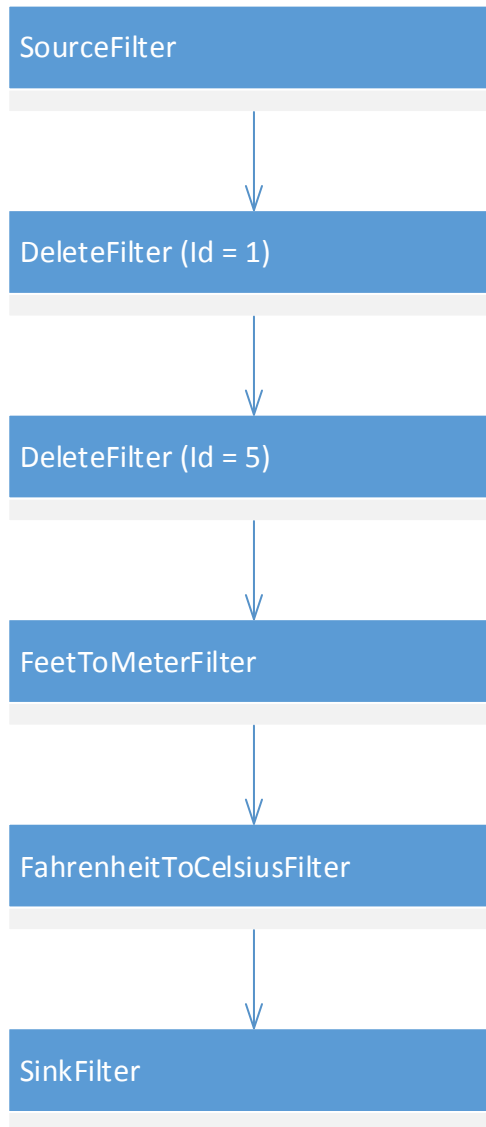 SourceFilter
DeleteFilter (Id = 1)
DeleteFilter (Id = 5)
FeetToMeterFilter
FahrenheitToCelsiusFilter
SinkFilter